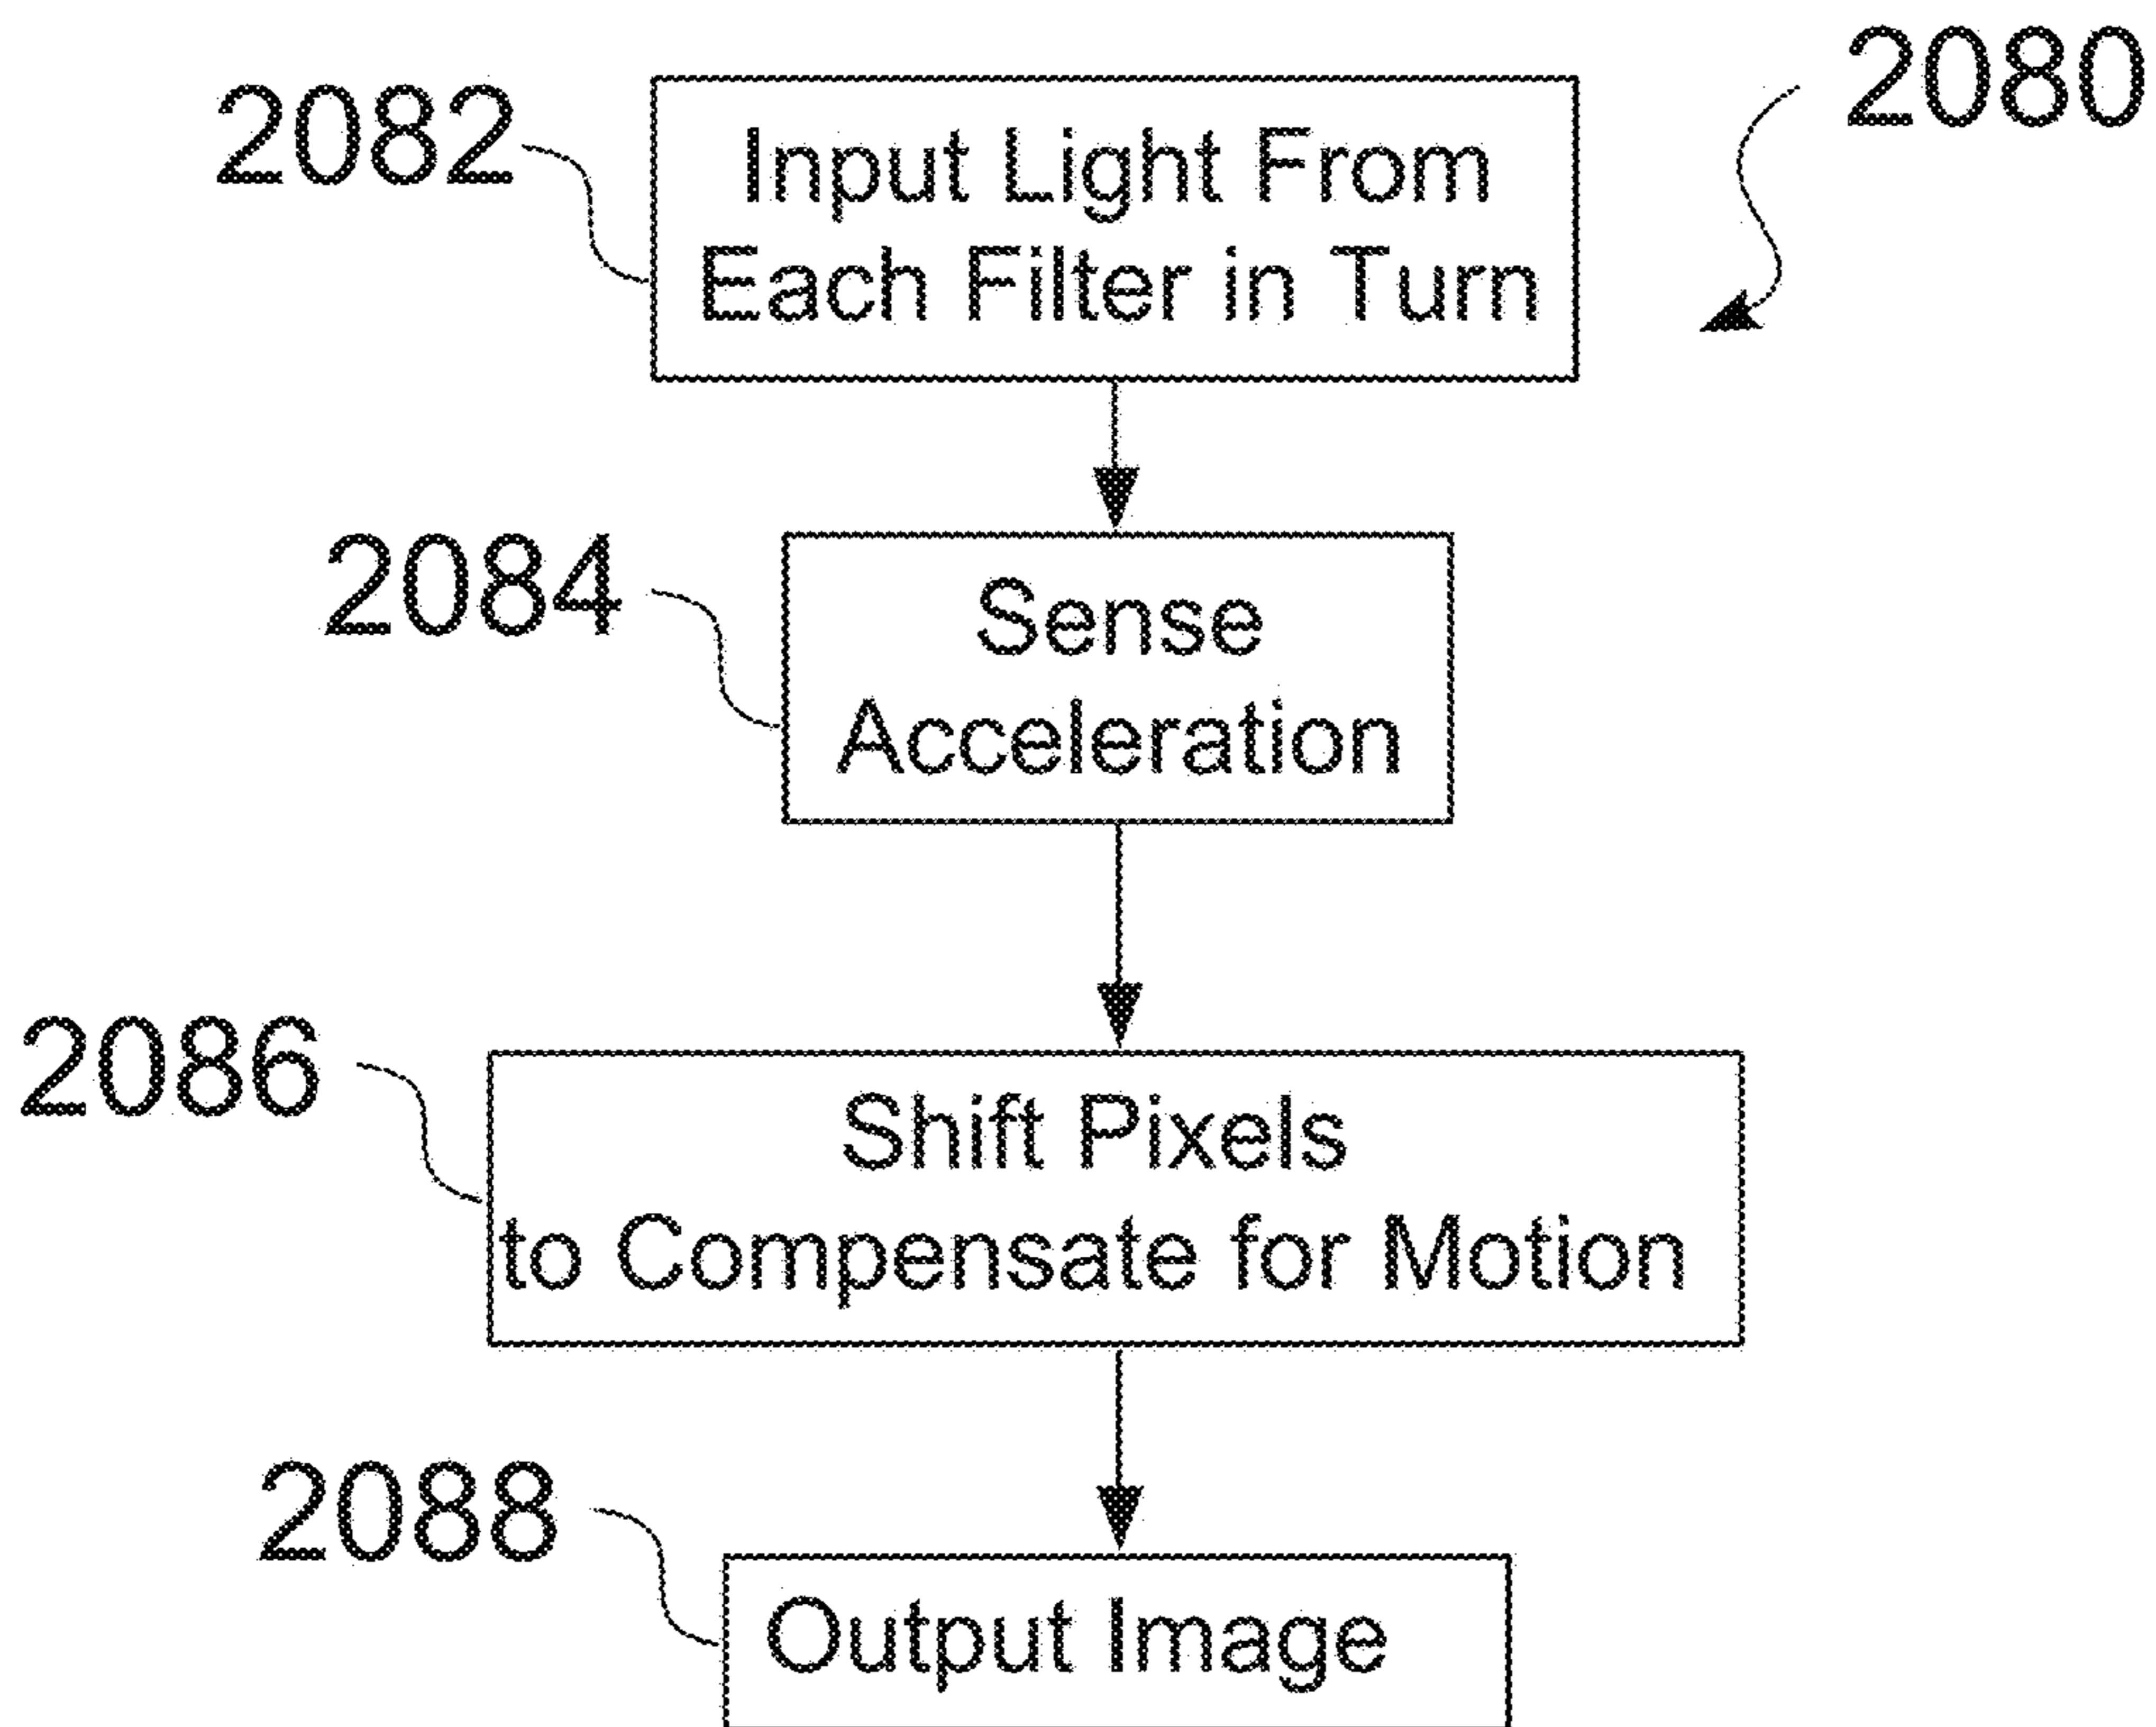 2080
2082
Input Light From
Each Filter in Turn
2084
Sense
Acceleration
2086
Shift Pixels
to Compensate for Motion
2088
Output Image